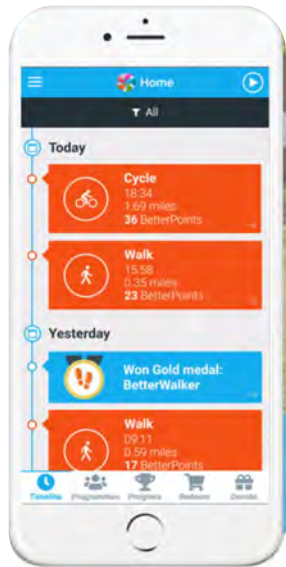 Home
All
Today
Cycle
18:34
1.69 miles
36 BetterPoints
Walk
15:58
0.35 miles
23 BetterPoints
Yesterday
Won Gold medal:
BetterWalker
Walk
09:11
0.59 miles
17 BetterPoints
Timeline Programmes Progress Redeem Donate